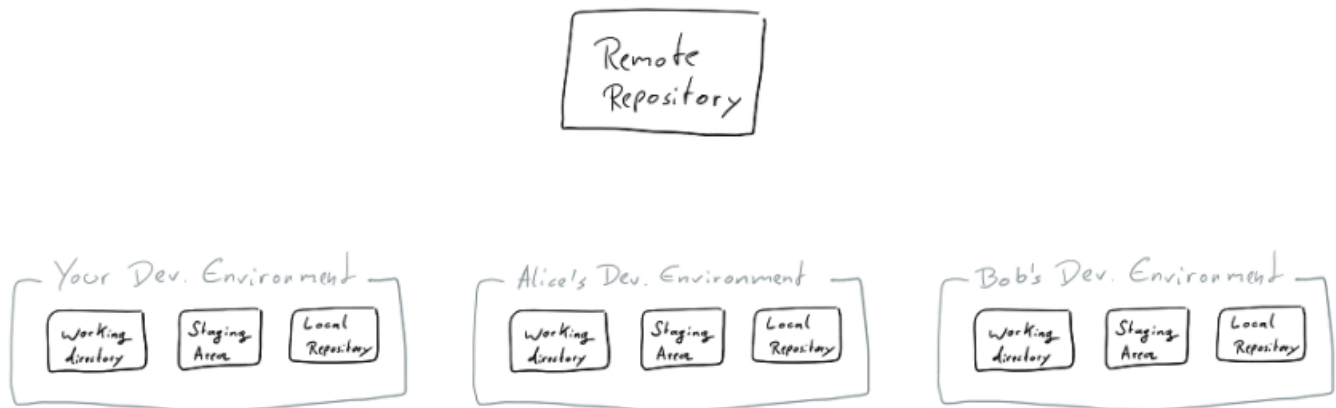 Remote
Repository
Your Dev. Environment
Working
directory
Staging
Area
Local
Repository
Alice's Dev. Environment
Working
directory
Staging
Area
Local
Repository
Bob's Dev. Environment
Working
directory
Staging
Area
Local
Repository